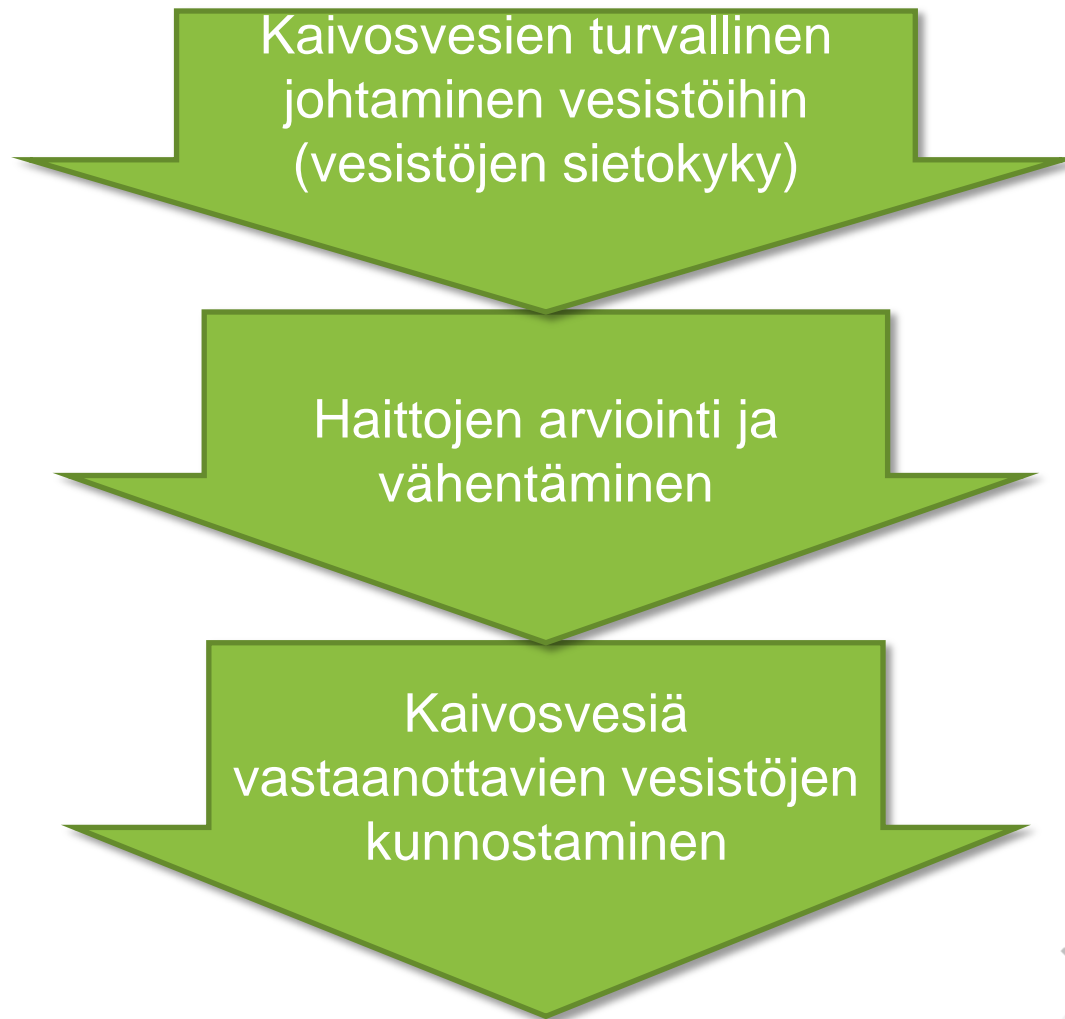 Kaivosvesien turvallinen
johtaminen vesistöihin
(vesistöjen sietokyky)
Haittojen arviointi ja
vähentäminen
Kaivosvesiä
vastaanottavien vesistöjen
kunnostaminen